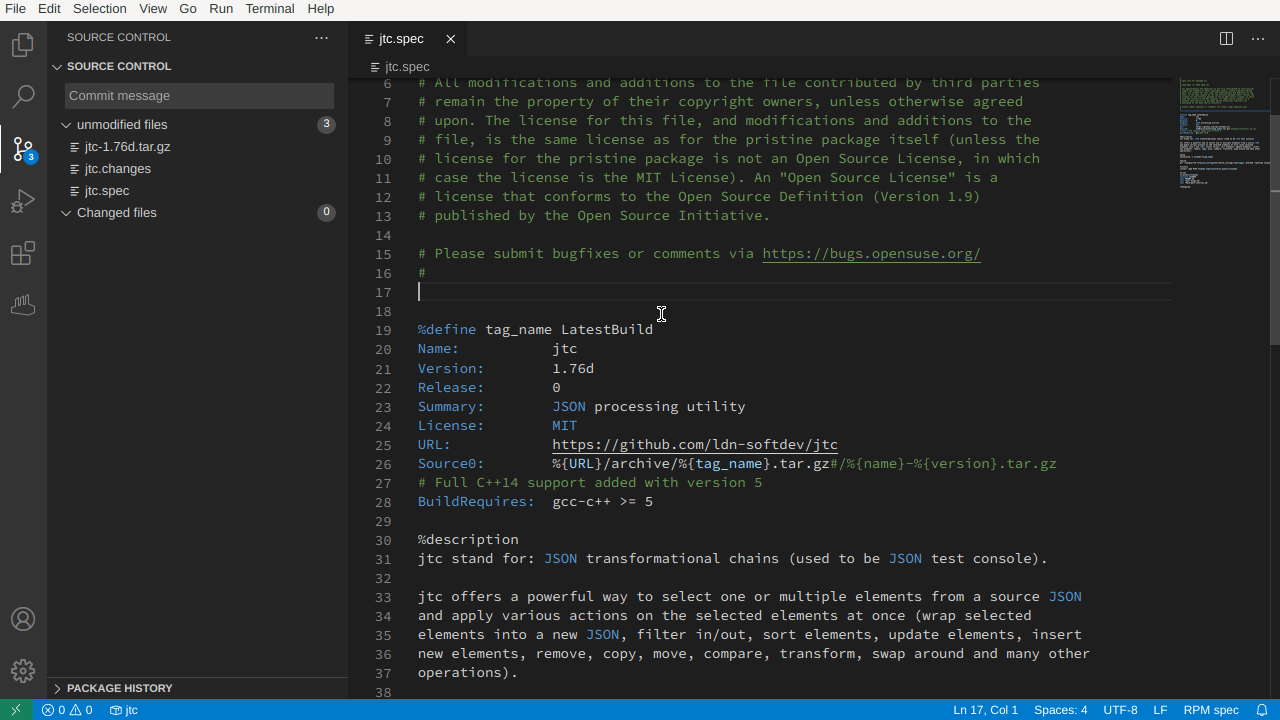 File Edit Selection View Go Run Terminal Help
SOURCE CONTROL
SOURCE CONTROL
Commit message
unmodified files 3
jtc-1.76d.tar.gz
jtc.changes
jtc.spec
Changed files 0
3
PACKAGE HISTORY
jtc.spec
jtc.spec
6 # All modifications and additions to the file contributed by third parties
7 # remain the property of their copyright owners, unless otherwise agreed
8 # upon. The license for this file, and modifications and additions to the
9 # file, is the same license as for the pristine package itself (unless the
10 # license for the pristine package is not an Open Source License, in which
11 # case the license is the MIT License). An "Open Source License" is a
12 # license that conforms to the Open Source Definition (Version 1.9)
13 # published by the Open Source Initiative.
14
15 # Please submit bugfixes or comments via https://bugs.opensuse.org/
16 #
17
18
19 %define tag_name LatestBuild
20 Name: jtc
21 Version: 1.76d
22 Release: 0
23 Summary: JSON processing utility
24 License: MIT
25 URL: https://github.com/ldn-softdev/jtc
26 Source0: %{URL}/archive/%{tag_name}.tar.gz#/%{name}-%{version}.tar.gz
27 # Full C++14 support added with version 5
28 BuildRequires: gcc-c++ >= 5
29
30 %description
31 jtc stand for: JSON transformational chains (used to be JSON test console).
32
33 jtc offers a powerful way to select one or multiple elements from a source JSON
34 and apply various actions on the selected elements at once (wrap selected
35 elements into a new JSON, filter in/out, sort elements, update elements, insert
36 new elements, remove, copy, move, compare, transform, swap around and many other
37 operations).
38
0 0 jtc Ln 17, Col 1 Spaces: 4 UTF-8 LF RPM spec